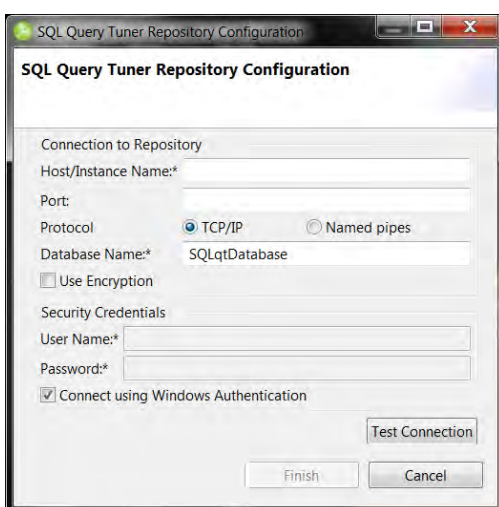 SQL Query Tuner Repository Configuration
SQL Query Tuner Repository Configuration
Connection to Repository
Host/Instance Name:*
Port:
Protocol TCP/IP Named pipes
Database Name:* SQLqtDatabase
Use Encryption
Security Credentials
User Name:*
Password:*
Connect using Windows Authentication
Test Connection
Finish Cancel